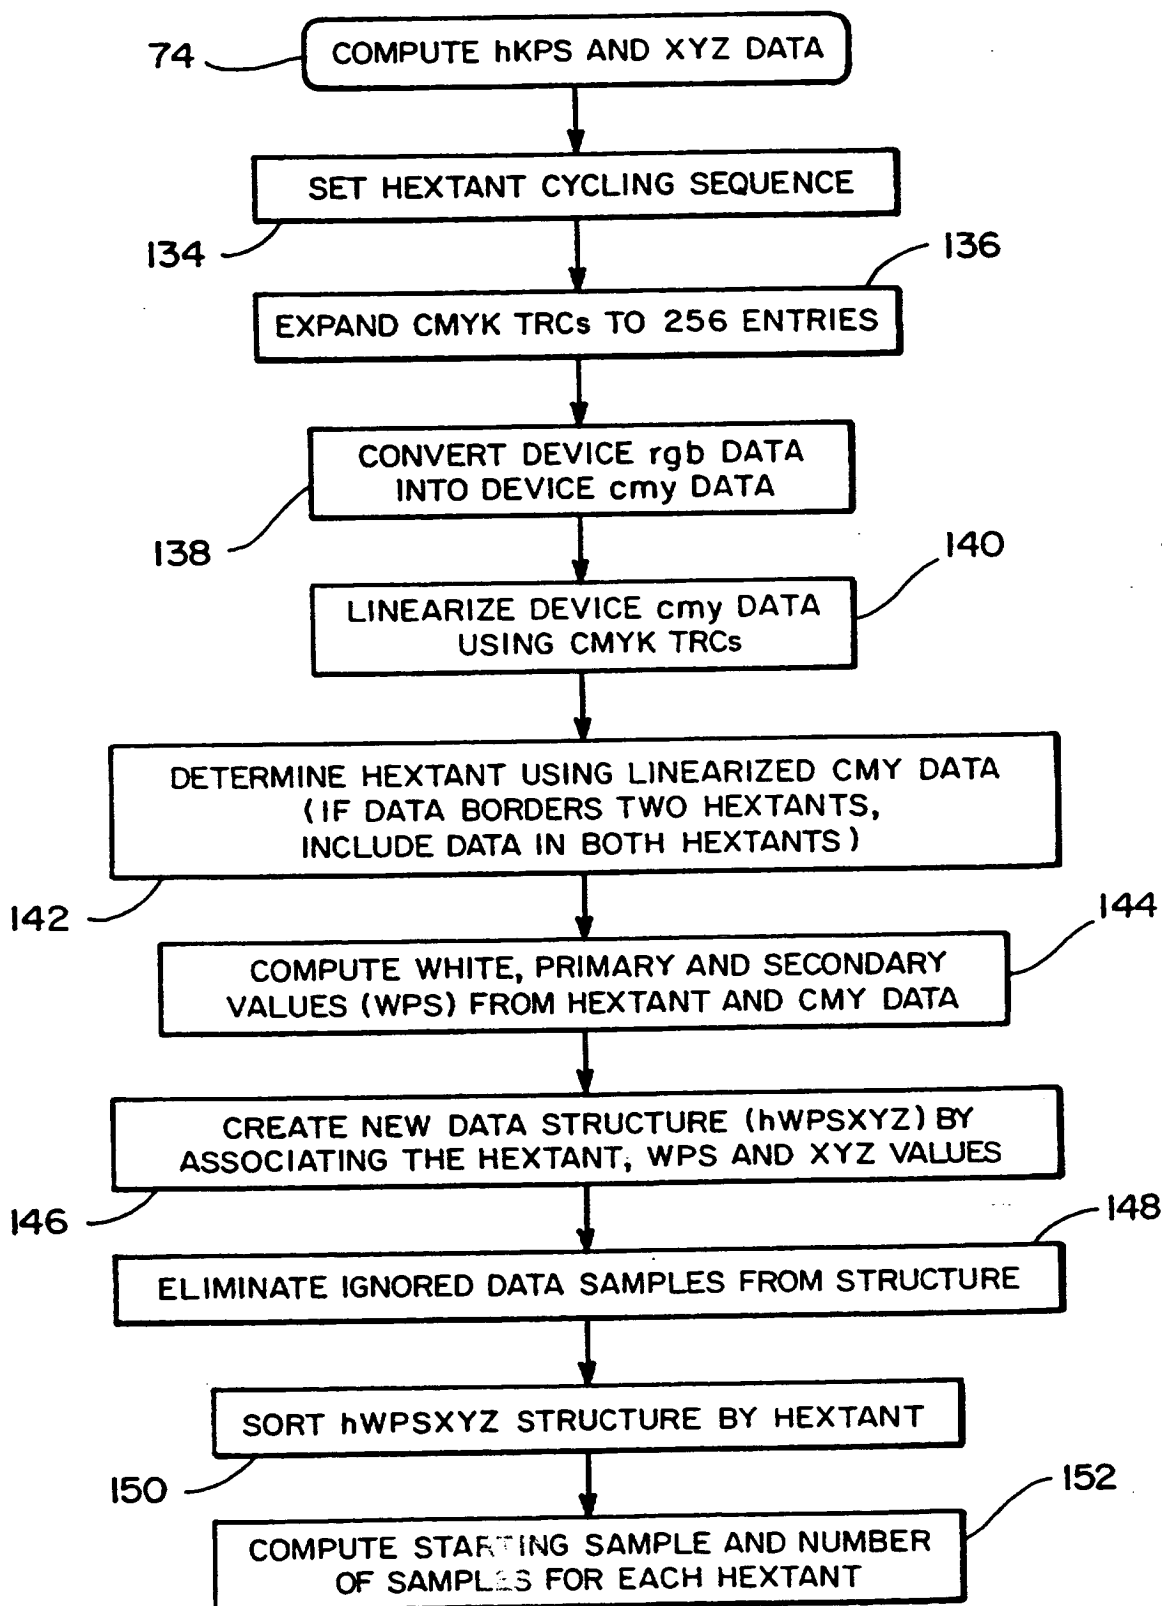 74
COMPUTE hKPS AND XYZ DATA
SET HEXTANT CYCLING SEQUENCE
134
136
EXPAND CMYK TRCs TO 256 ENTRIES
CONVERT DEVICE rgb DATA
INTO DEVICE cmy DATA
138
140
LINEARIZE DEVICE cmy DATA
USING CMYK TRCs
DETERMINE HEXTANT USING LINEARIZED CMY DATA
(IF DATA BORDERS TWO HEXTANTS,
INCLUDE DATA IN BOTH HEXTANTS)
142
144
COMPUTE WHITE, PRIMARY AND SECONDARY
VALUES (WPS) FROM HEXTANT AND CMY DATA
CREATE NEW DATA STRUCTURE (hWPSXYZ) BY
ASSOCIATING THE HEXTANT, WPS AND XYZ VALUES
146
148
ELIMINATE IGNORED DATA SAMPLES FROM STRUCTURE
SORT hWPSXYZ STRUCTURE BY HEXTANT
150
152
COMPUTE STARTING SAMPLE AND NUMBER
OF SAMPLES FOR EACH HEXTANT